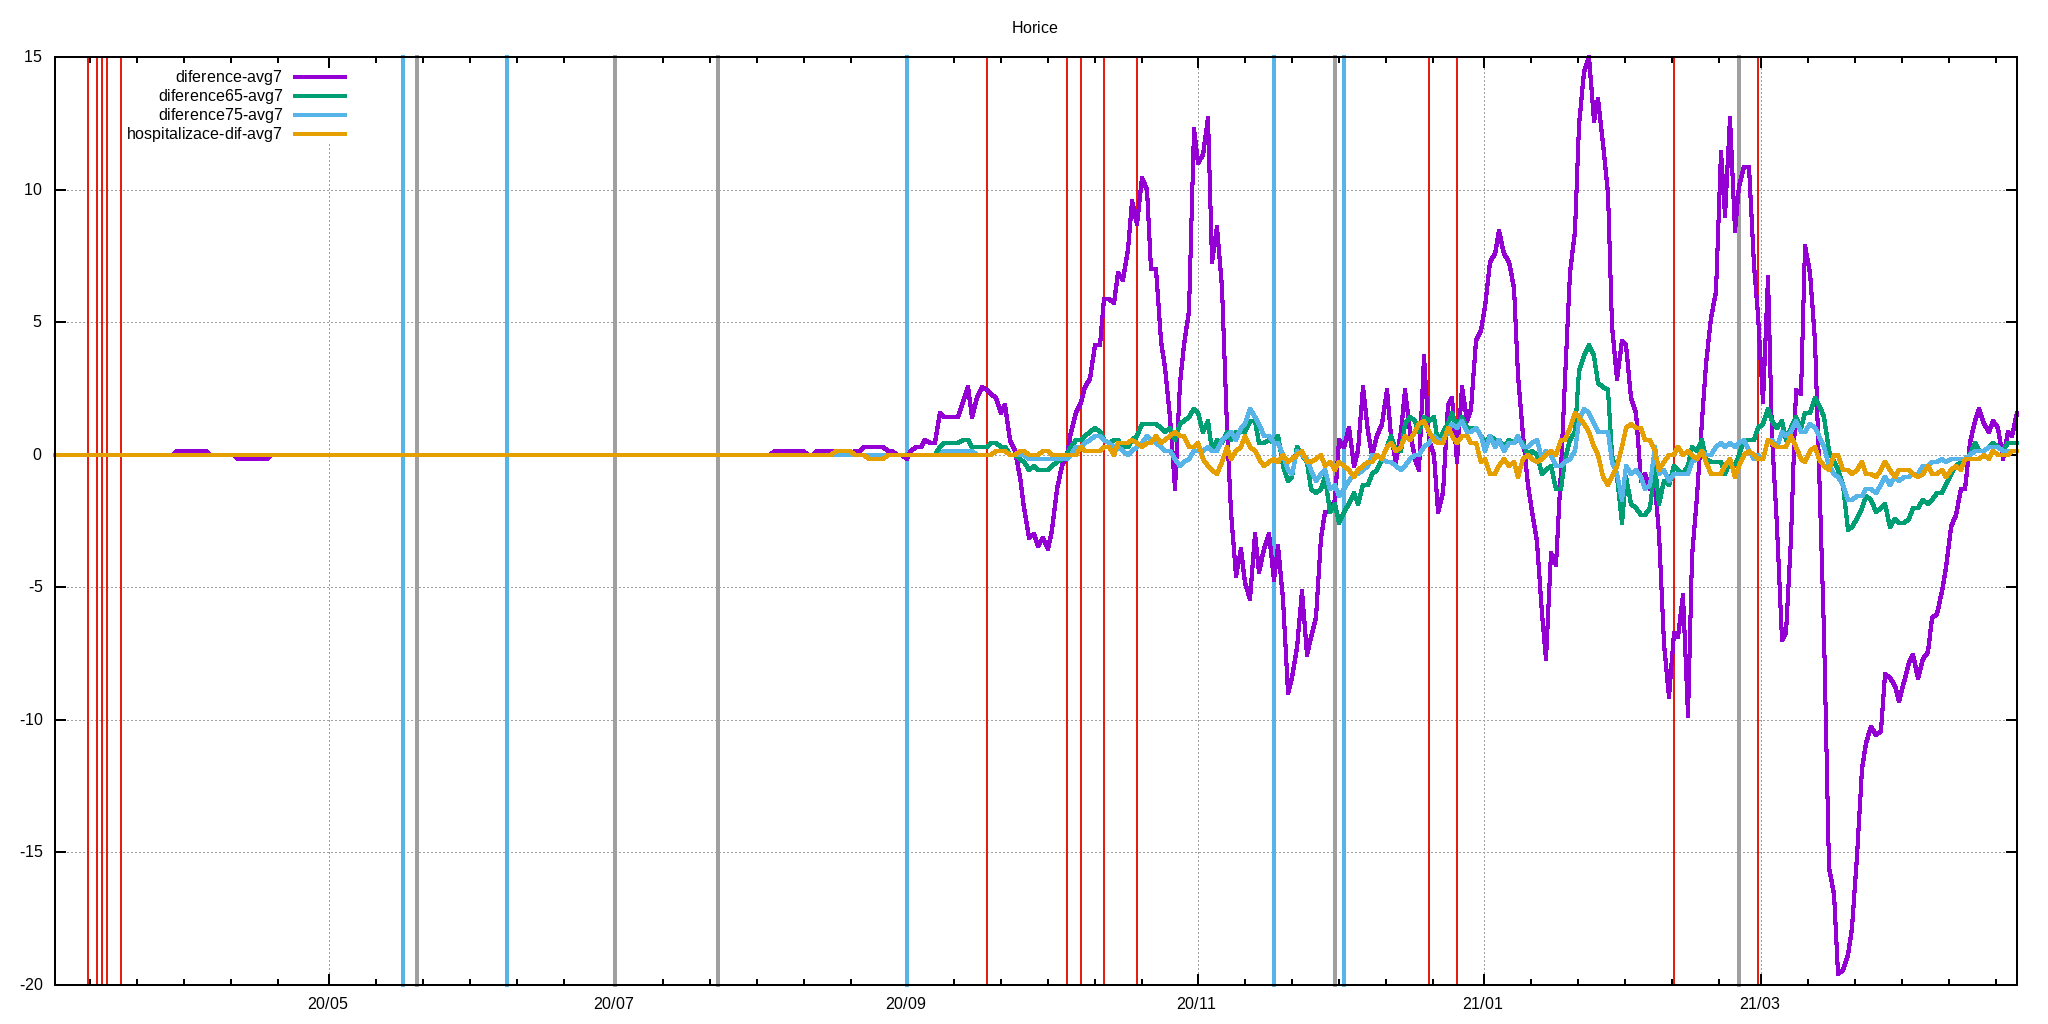 Horice
diference-avg7
diference65-avg7
diference75-avg7
hospitalizace-dif-avg7
15
10
5
0
-5
-10
-15
-20
20/05 20/07 20/09 20/11 21/01 21/03